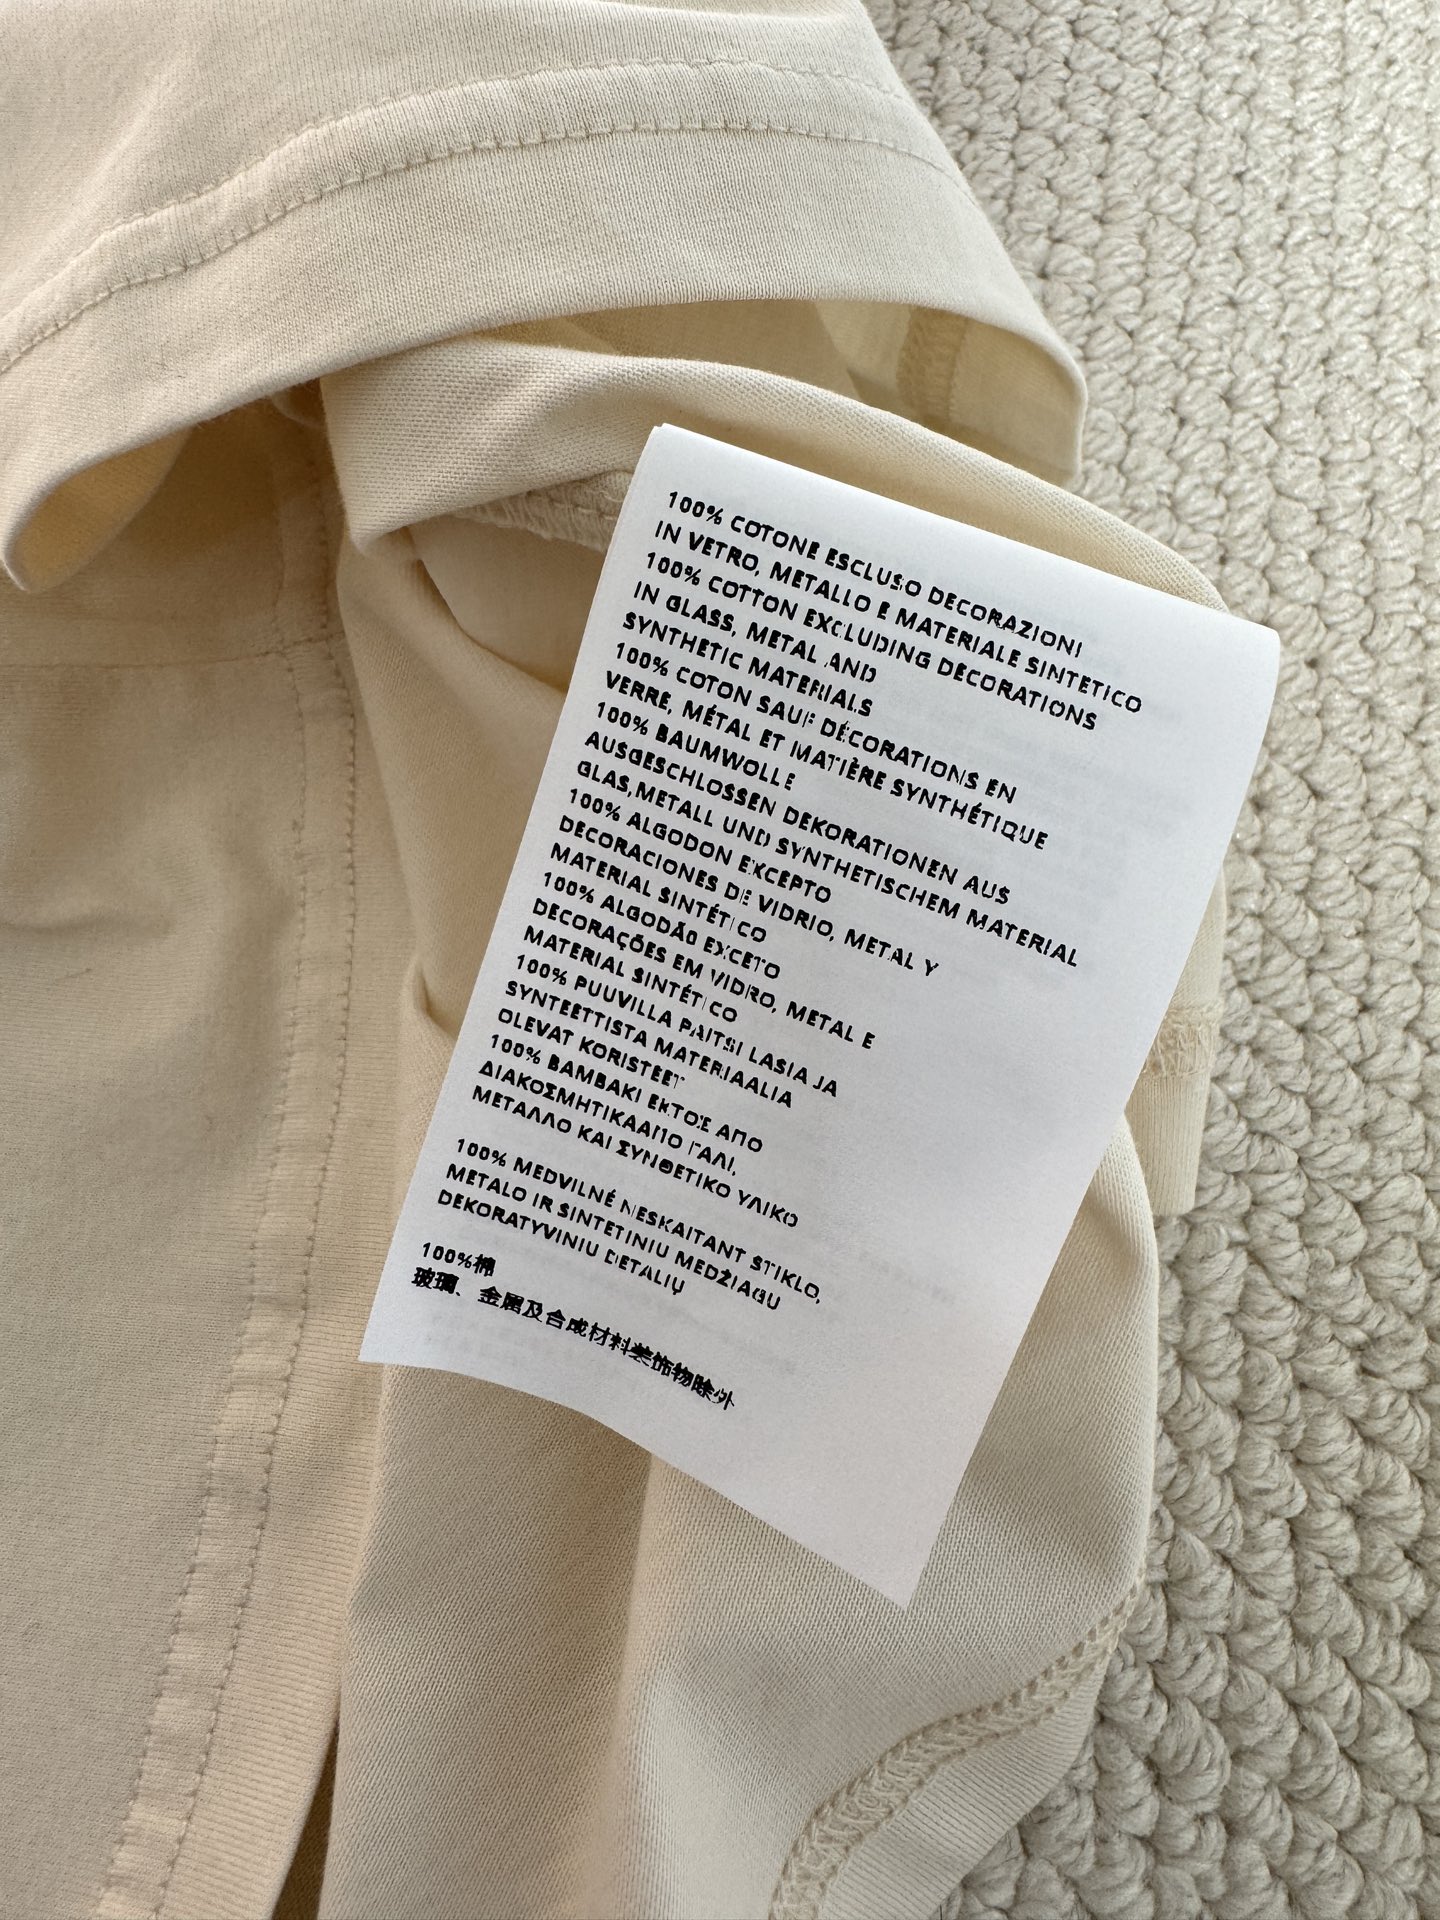 100% COTONE ESCLUSO DECORAZIONI
IN VETRO, METALLO E MATERIALE SINTETICO
100% COTTON EXCLUDING DECORATIONS
IN GLASS, METAL AND
SYNTHETIC MATERIALS
100% COTON SAUF DÉCORATIONS EN
VERRE, MÉTAL ET MATIÈRE SYNTHÉTIQUE
100% BAUMWOLLE
AUSGESCHLOSSEN DEKORATIONEN AUS
GLAS,METALL UND SYNTHETISCHEM MATERIAL
100% ALGODON EXCEPTO
DECORACIONES DE VIDRIO, METAL Y
MATERIAL SINTÉTICO
100% ALGODÃO EXCETO
DECORAÇÕES EM VIDRO, METAL E
MATERIAL SINTÉTICO
100% PUUVILLA PAITSI LASIA JA
SYNTEETTISTA MATERIAALIA
OLEVAT KORISTEET
100% ΒΑΜΒΑΚΙ ΕΚΤΟΣ ΑΠΟ
ΔΙΑΚΟΣΜΗΤΙΚΑΑΠΟ ΓΑΛΙ,
ΜΕΤΑΛΛΟ ΚΑΙ ΣΥΝΘΕΤΙΚΟ ΥΛΙΚΟ
100% MEDVILNĖ NESKAITANT STIKLO,
METALO IR SINTETINIU MEDŽIAGU
DEKORATYVINIU DETALIŲ
100%棉
玻璃、金属及合成材料装饰物除外